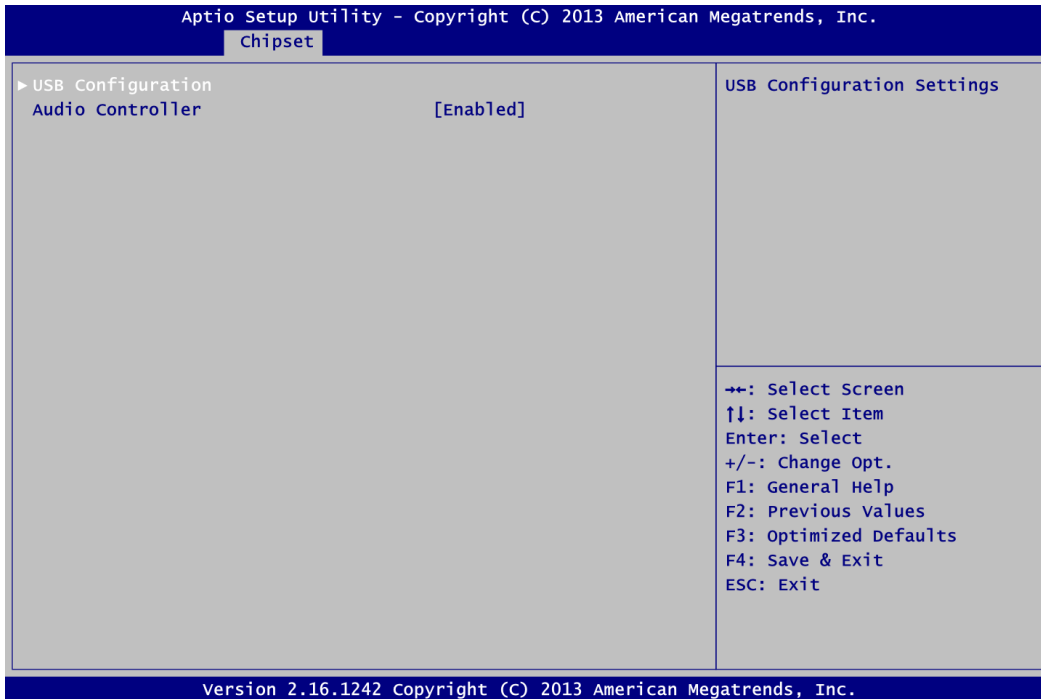 Aptio Setup Utility - Copyright (C) 2013 American Megatrends, Inc.
Chipset
►USB Configuration
Audio Controller [Enabled]
USB Configuration Settings
→←: Select Screen
↑↓: Select Item
Enter: Select
+/-: Change Opt.
F1: General Help
F2: Previous Values
F3: Optimized Defaults
F4: Save & Exit
ESC: Exit
Version 2.16.1242 Copyright (C) 2013 American Megatrends, Inc.